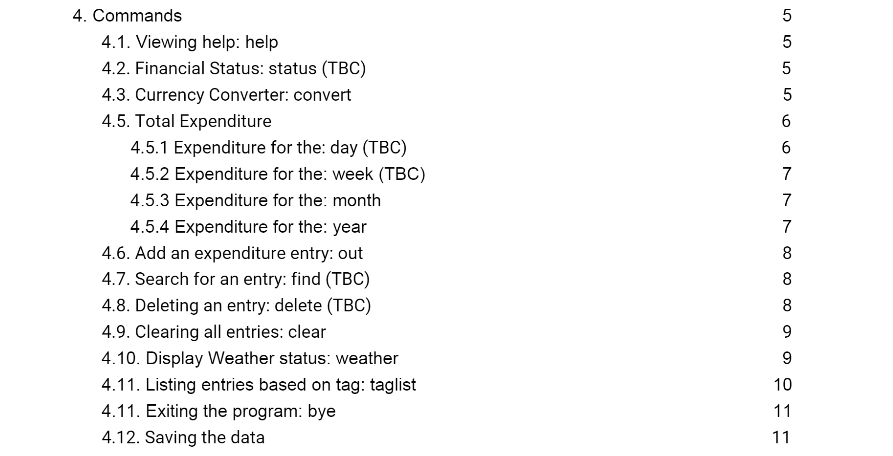 4. Commands 5
4.1. Viewing help: help 5
4.2. Financial Status: status (TBC) 5
4.3. Currency Converter: convert 5
4.5. Total Expenditure 6
4.5.1 Expenditure for the: day (TBC) 6
4.5.2 Expenditure for the: week (TBC) 7
4.5.3 Expenditure for the: month 7
4.5.4 Expenditure for the: year 7
4.6. Add an expenditure entry: out 8
4.7. Search for an entry: find (TBC) 8
4.8. Deleting an entry: delete (TBC) 8
4.9. Clearing all entries: clear 9
4.10. Display Weather status: weather 9
4.11. Listing entries based on tag: taglist 10
4.11. Exiting the program: bye 11
4.12. Saving the data 11